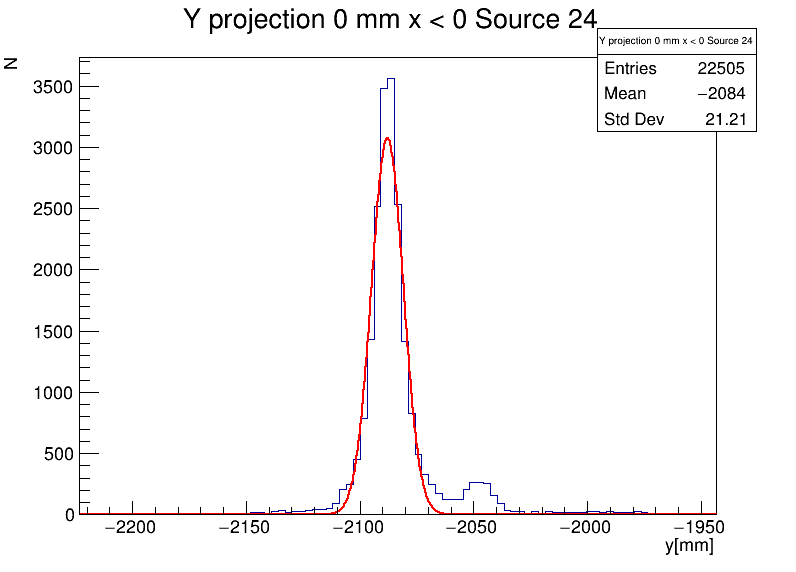 Y projection 0 mm x < 0 Source 24
Y projection 0 mm x < 0 Source 24
Entries 22505
Mean −2084
Std Dev 21.21
N
3500
3000
2500
2000
1500
1000
500
0
−2200 −2150 −2100 −2050 −2000 −1950
y[mm]